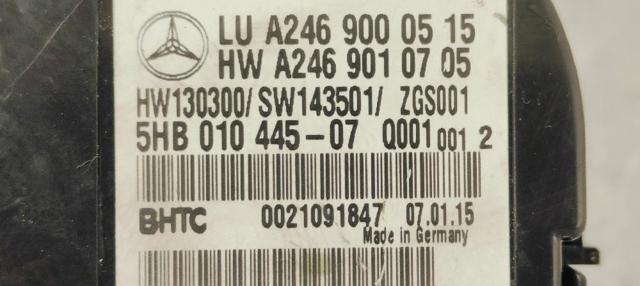 LU A246 900 05 15
HW A246 901 07 05
HW130300/ SW143501/ ZGS001
5HB 010 445-07 Q001 001 2
BHTC 0021091847 07.01.15
Made in Germany